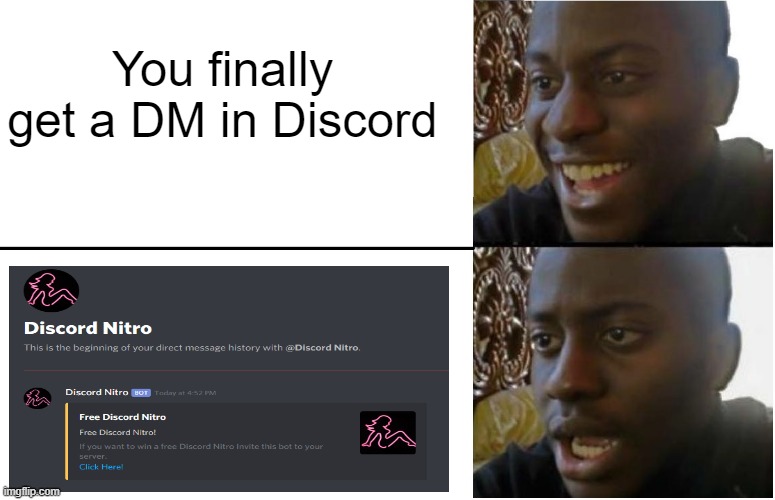 You finally
get a DM in Discord
Discord Nitro
This is the beginning of your direct message history with @Discord Nitro.
Discord Nitro BOT Today at 4:52 PM
Free Discord Nitro
Free Discord Nitro!
If you want to win a free Discord Nitro Invite this bot to your
server.
Click Here!
imgflip.com